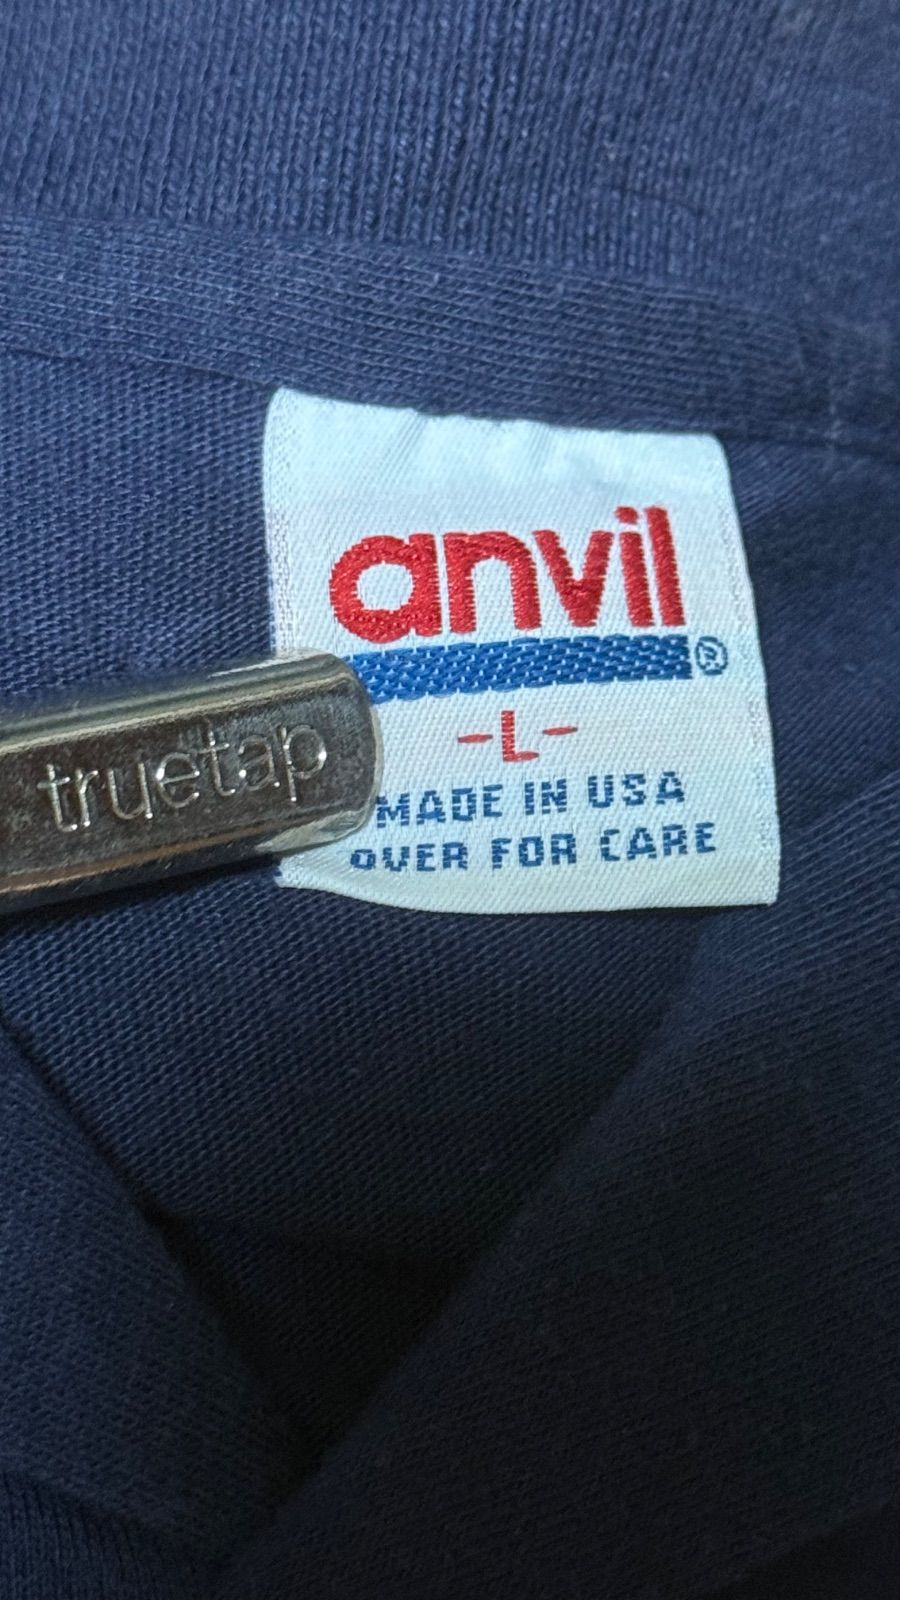 anvil
®
-L-
truetap
MADE IN USA
OVER FOR CARE